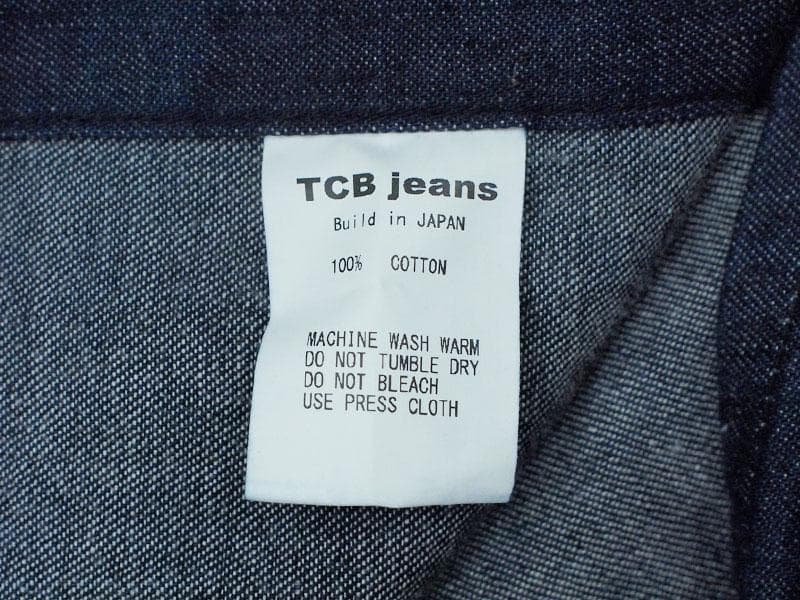 TCB jeans
Build in JAPAN
100% COTTON
MACHINE WASH WARM
DO NOT TUMBLE DRY
DO NOT BLEACH
USE PRESS CLOTH